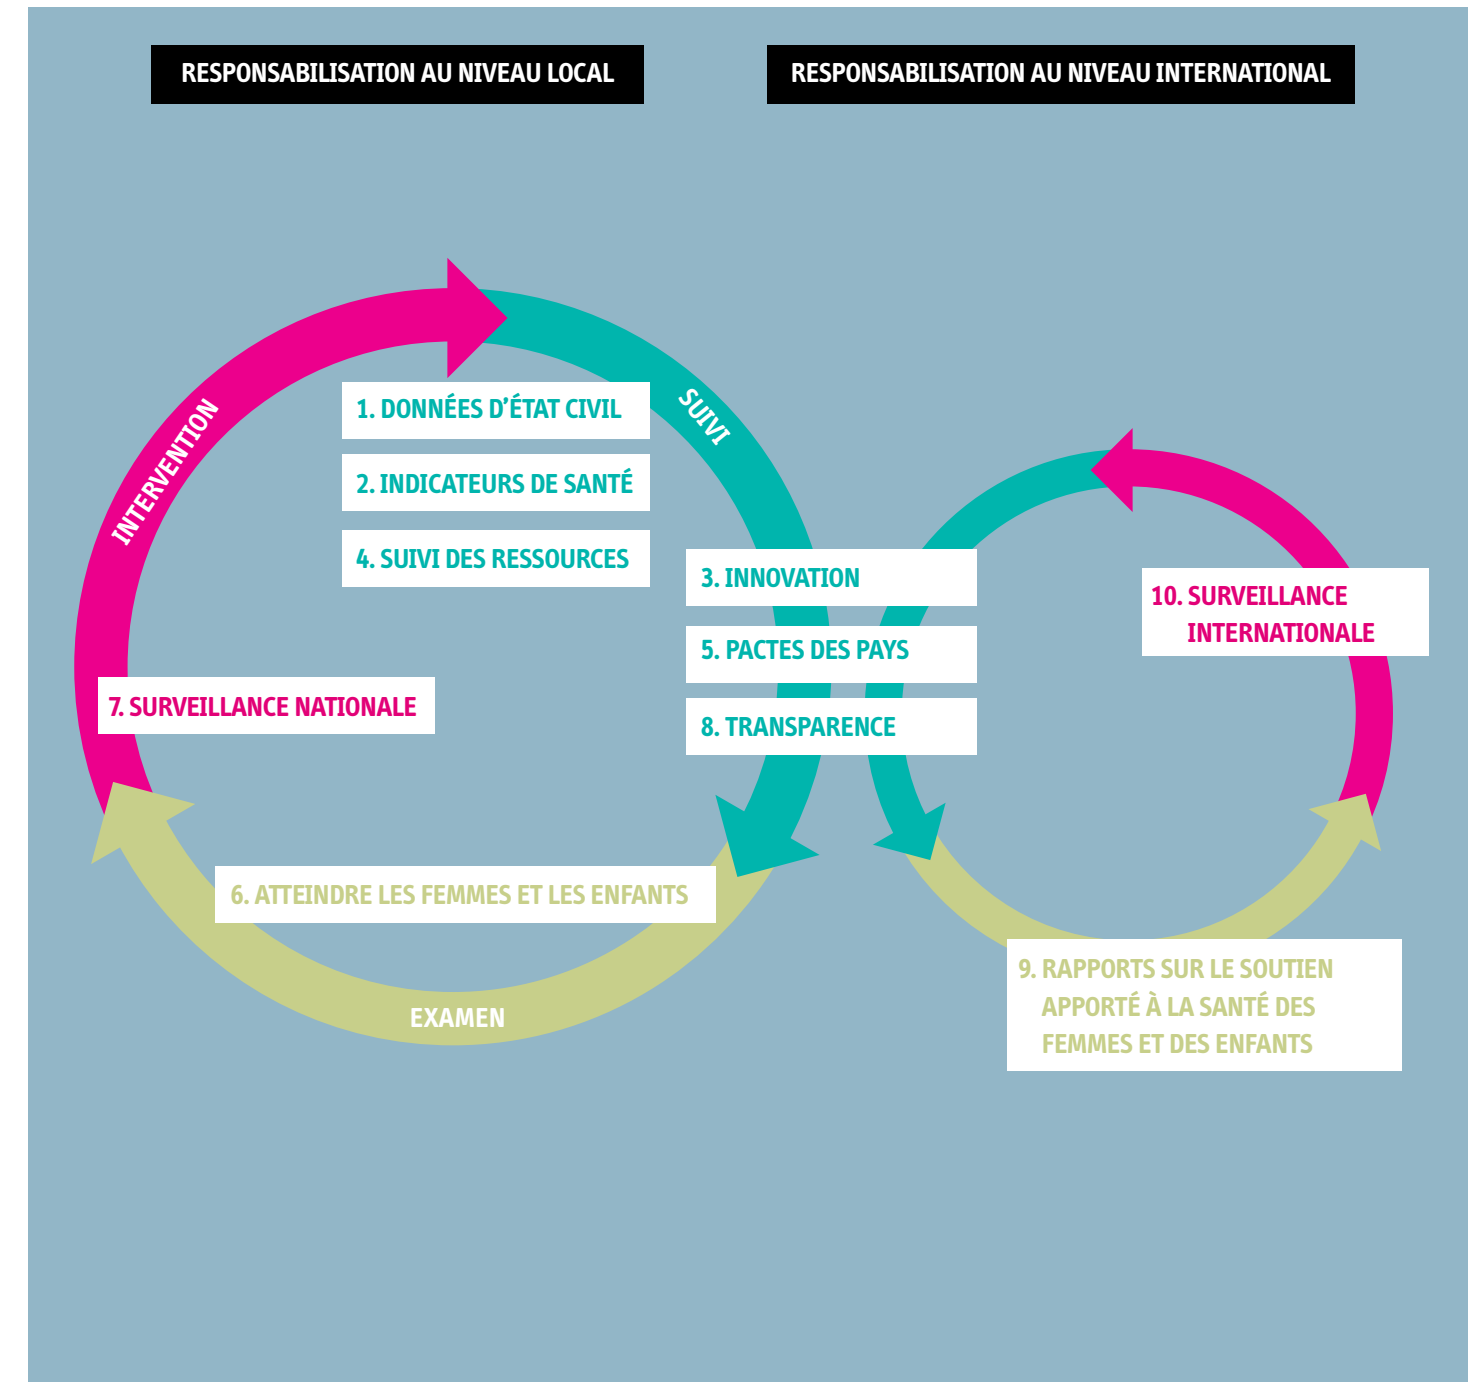 RESPONSABILISATION AU NIVEAU LOCAL
RESPONSABILISATION AU NIVEAU INTERNATIONAL
INTERVENTION
SUIVI
1. DONNÉES D’ÉTAT CIVIL
2. INDICATEURS DE SANTÉ
4. SUIVI DES RESSOURCES
3. INNOVATION
5. PACTES DES PAYS
8. TRANSPARENCE
10. SURVEILLANCE
INTERNATIONALE
7. SURVEILLANCE NATIONALE
6. ATTEINDRE LES FEMMES ET LES ENFANTS
EXAMEN
9. RAPPORTS SUR LE SOUTIEN
APPORTÉ À LA SANTÉ DES
FEMMES ET DES ENFANTS